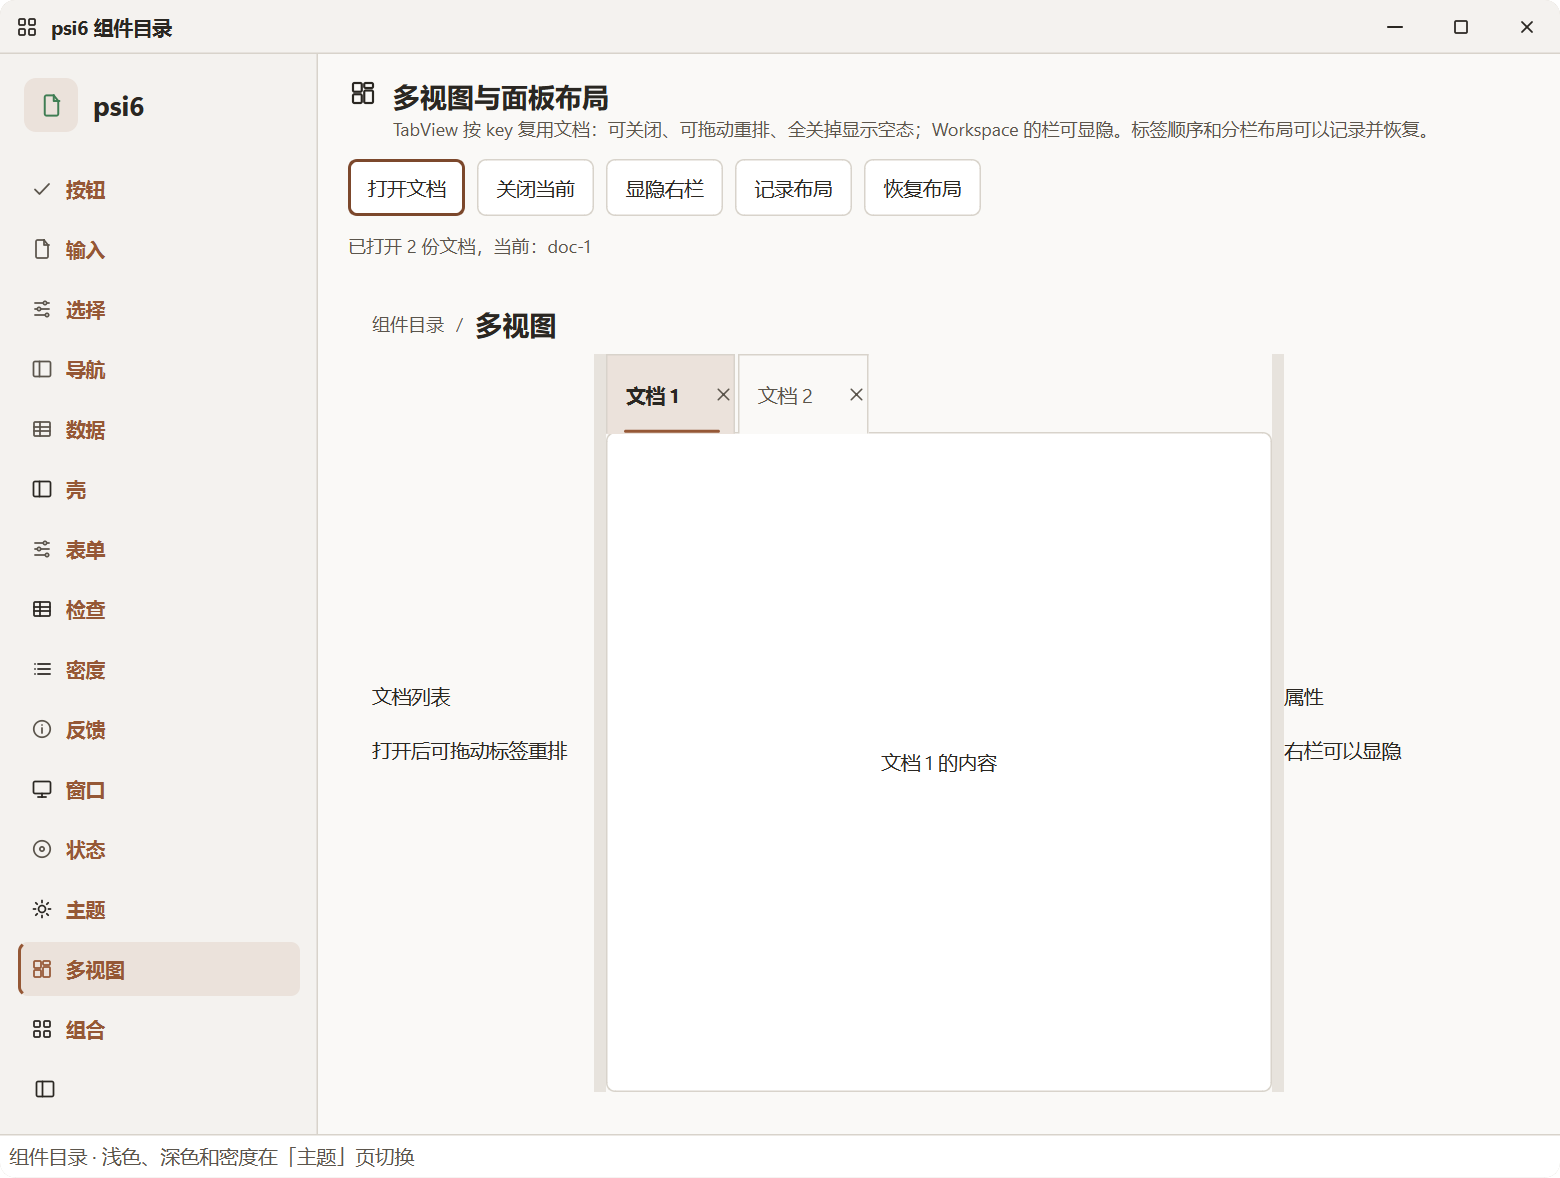 psi6 组件目录
psi6
按钮
输入
选择
导航
数据
壳
表单
检查
密度
反馈
窗口
状态
主题
多视图
组合
多视图与面板布局
TabView 按 key 复用文档：可关闭、可拖动重排、全关掉显示空态；Workspace 的栏可显隐。标签顺序和分栏布局可以记录并恢复。
打开文档 关闭当前 显隐右栏 记录布局 恢复布局
已打开 2 份文档，当前：doc-1
组件目录 / 多视图
文档 1 文档 2
文档列表
打开后可拖动标签重排
文档 1 的内容
属性
右栏可以显隐
组件目录 · 浅色、深色和密度在「主题」页切换